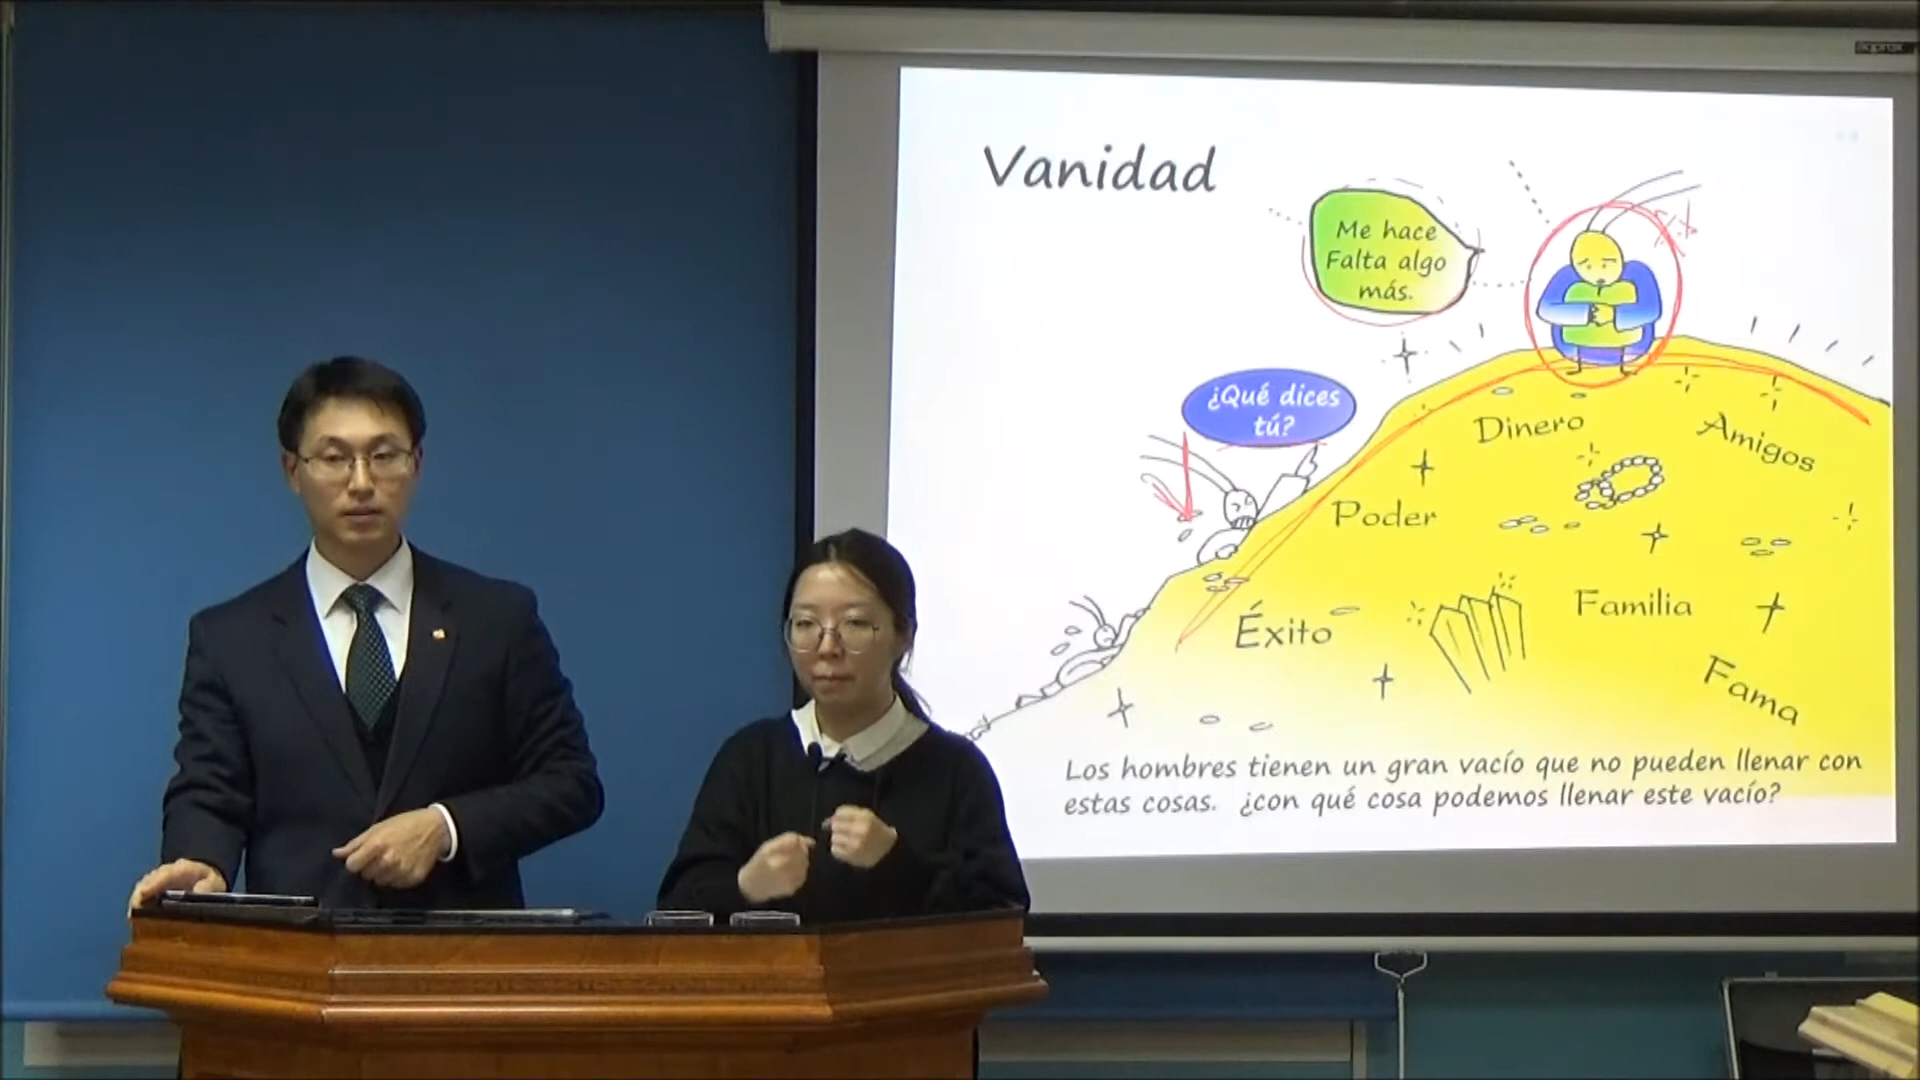 Vanidad
Me hace
Falta algo
más.
¿Qué dices
tú?
Dinero
Amigos
Poder
Éxito
Familia
Fama
Los hombres tienen un gran vacío que no pueden llenar con
estas cosas. ¿con qué cosa podemos llenar este vacío?